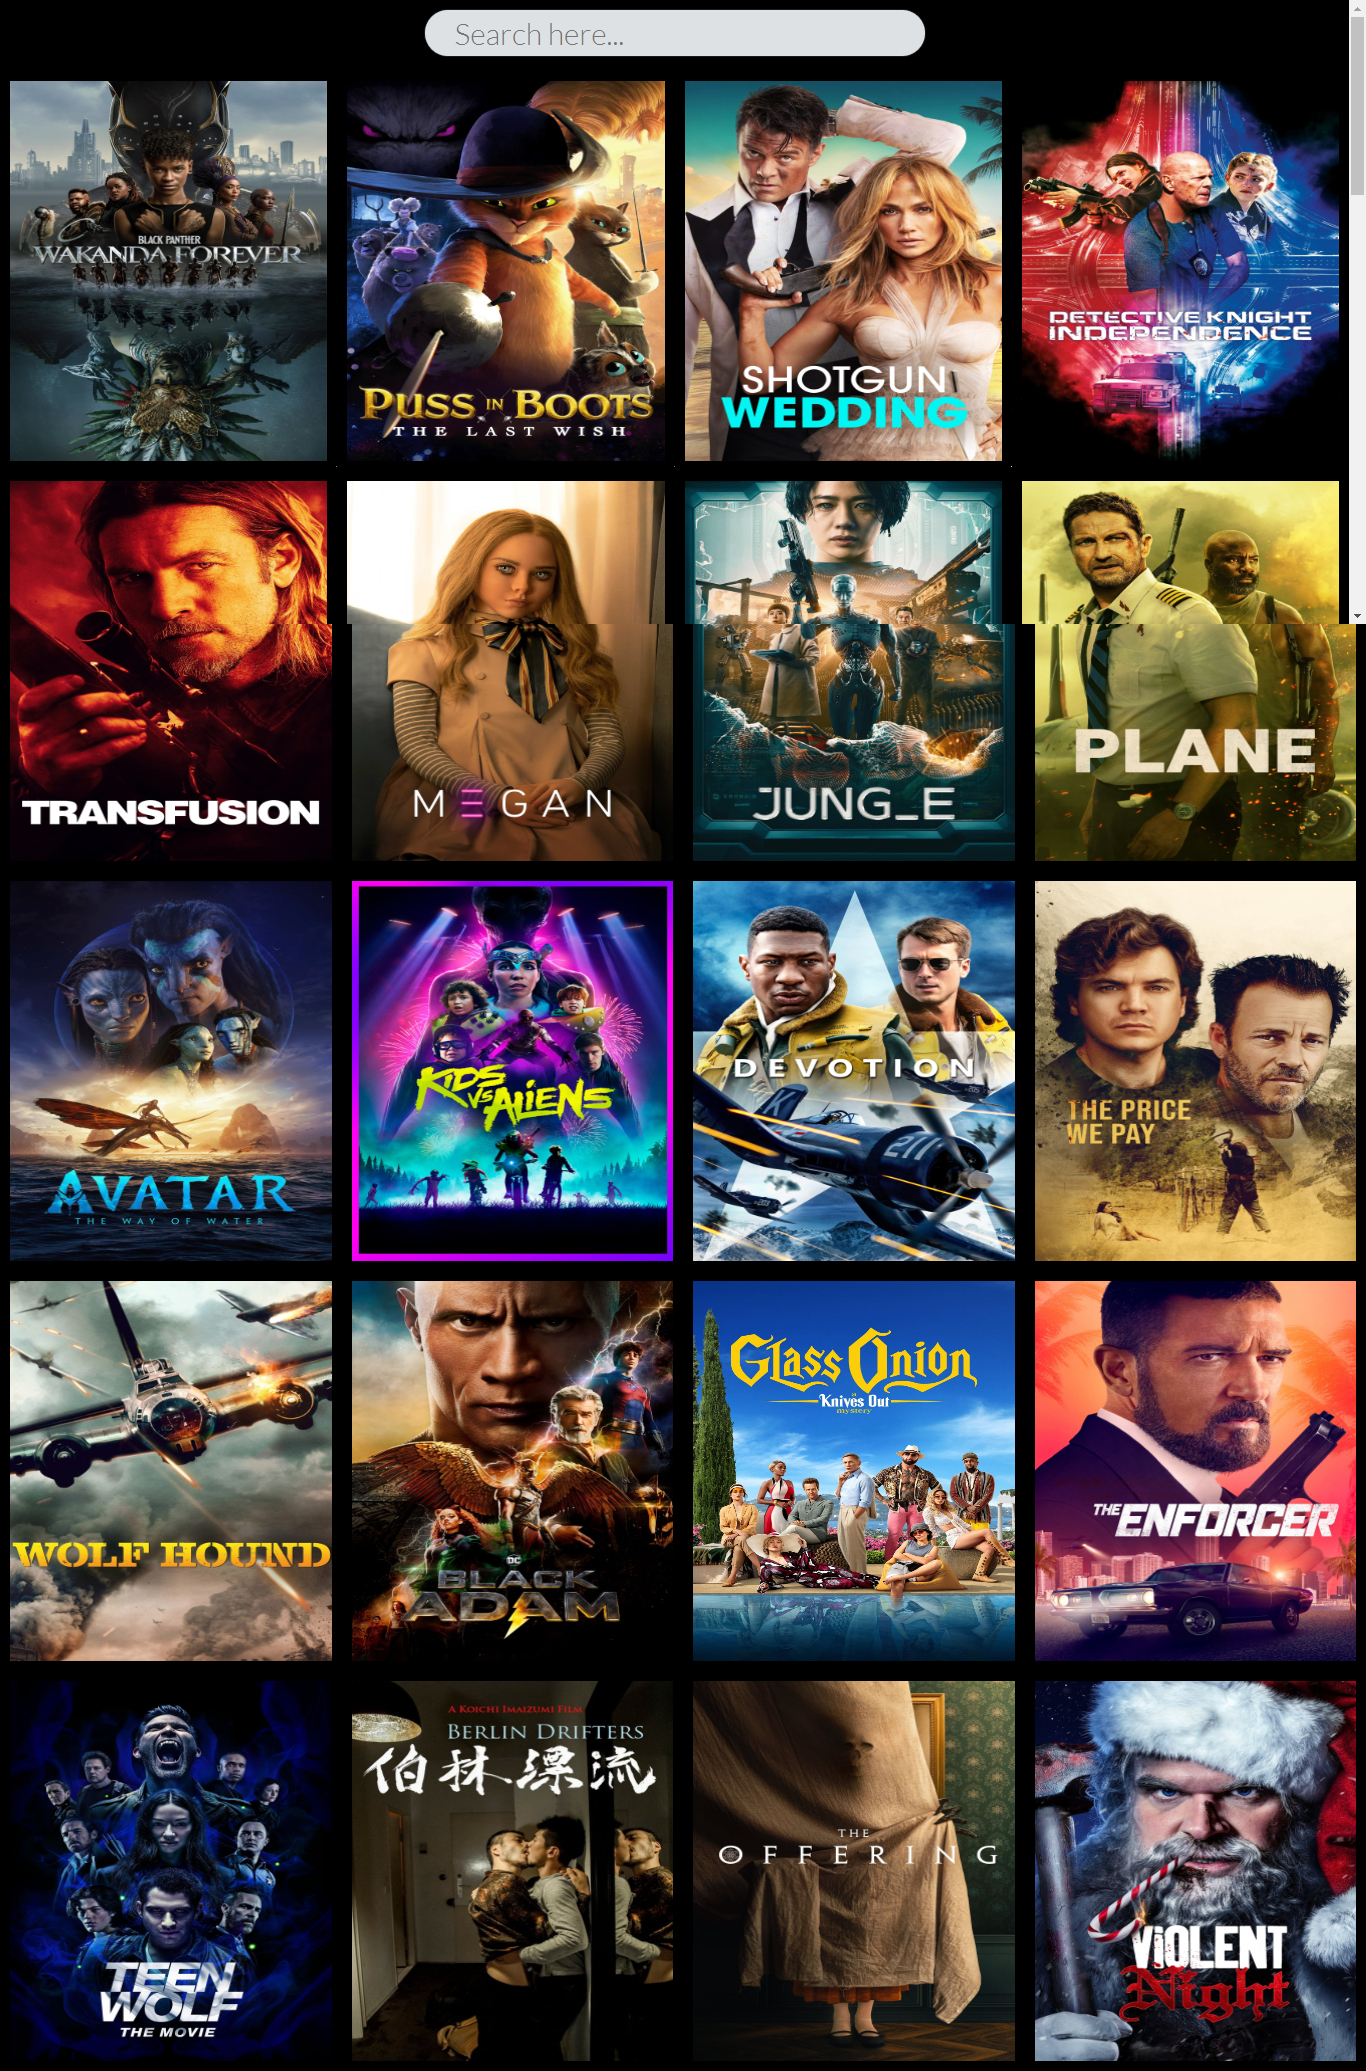 Search here...
BLACK PANTHER
WAKANDA FOREVER
PUSS IN BOOTS
THE LAST WISH
SHOTGUN
WEDDING
DETECTIVE KNIGHT
INDEPENDENCE
TRANSFUSION
M Ǝ G A N
JUNG_E
PLANE
AVATAR
THE WAY OF WATER
KIDS
VS ALIENS
DEVOTION
211
THE PRICE
WE PAY
WOLF HOUND
DC
BLACK
ADAM
GLASS ONION
A
Knives Out
mystery
THE ENFORCER
TEEN
WOLF
THE MOVIE
A KOICHI IMAIZUMI FILM
BERLIN DRIFTERS
伯林漂流
THE
OFFERING
VIOLENT
Night